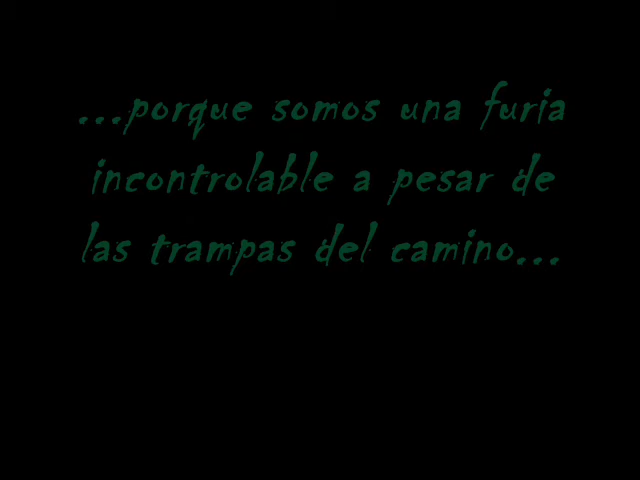 ...porque somos una furia
incontrolable a pesar de
las trampas del camino...